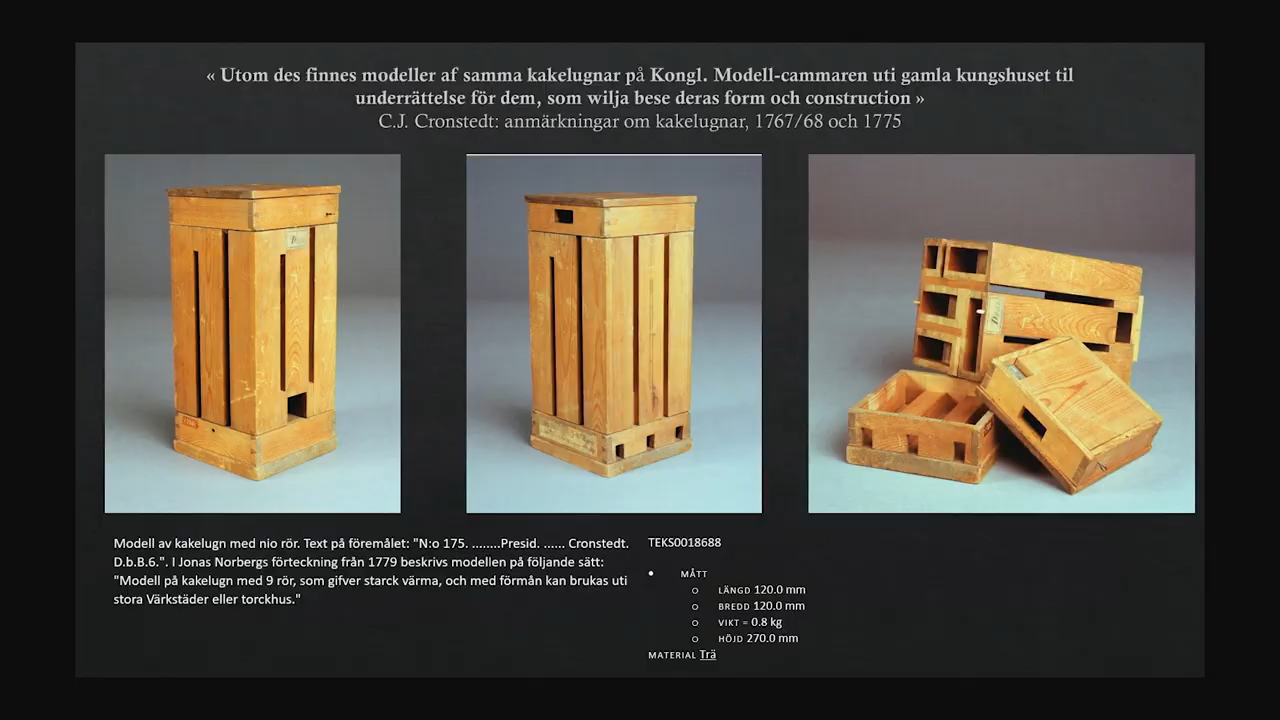 « Utom des finnes modeller af samma kakelugnar på Kongl. Modell-cammaren uti gamla kungshuset til
underrättelse för dem, som wilja bese deras form och construction »
C.J. Cronstedt: anmärkningar om kakelugnar, 1767/68 och 1775
Modell av kakelugn med nio rör. Text på föremålet: "N:o 175. ........Presid. ...... Cronstedt.
D.b.B.6.". I Jonas Norbergs förteckning från 1779 beskrivs modellen på följande sätt:
"Modell på kakelugn med 9 rör, som gifver starck värma, och med förmån kan brukas uti
stora Värkstäder eller torckhus."
TEKS0018688
• MÅTT
o LÄNGD 120.0 mm
o BREDD 120.0 mm
o VIKT = 0.8 kg
o HÖJD 270.0 mm
MATERIAL Trä